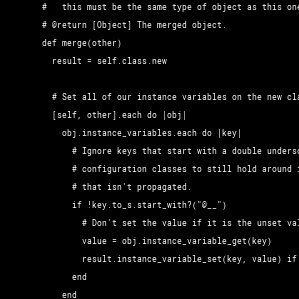 #   this must be the same type of object as this one
# @return [Object] The merged object.
def merge(other)
result = self.class.new
# Set all of our instance variables on the new cla
[self, other].each do |obj|
obj.instance_variables.each do |key|
# Ignore keys that start with a double undersc
# configuration classes to still hold around i
# that isn't propagated.
if !key.to_s.start_with?("@__")
# Don't set the value if it is the unset val
value = obj.instance_variable_get(key)
result.instance_variable_set(key, value) if
end
end